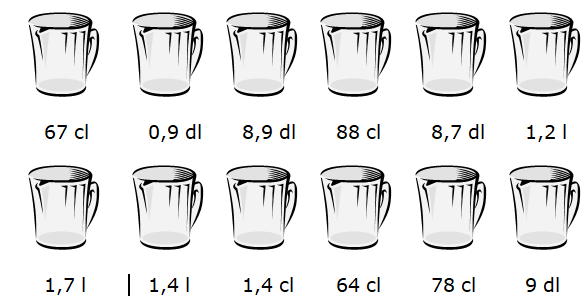 67 cl 0,9 dl 8,9 dl 88 cl 8,7 dl 1,2 l
1,7 l 1,4 l 1,4 cl 64 cl 78 cl 9 dl